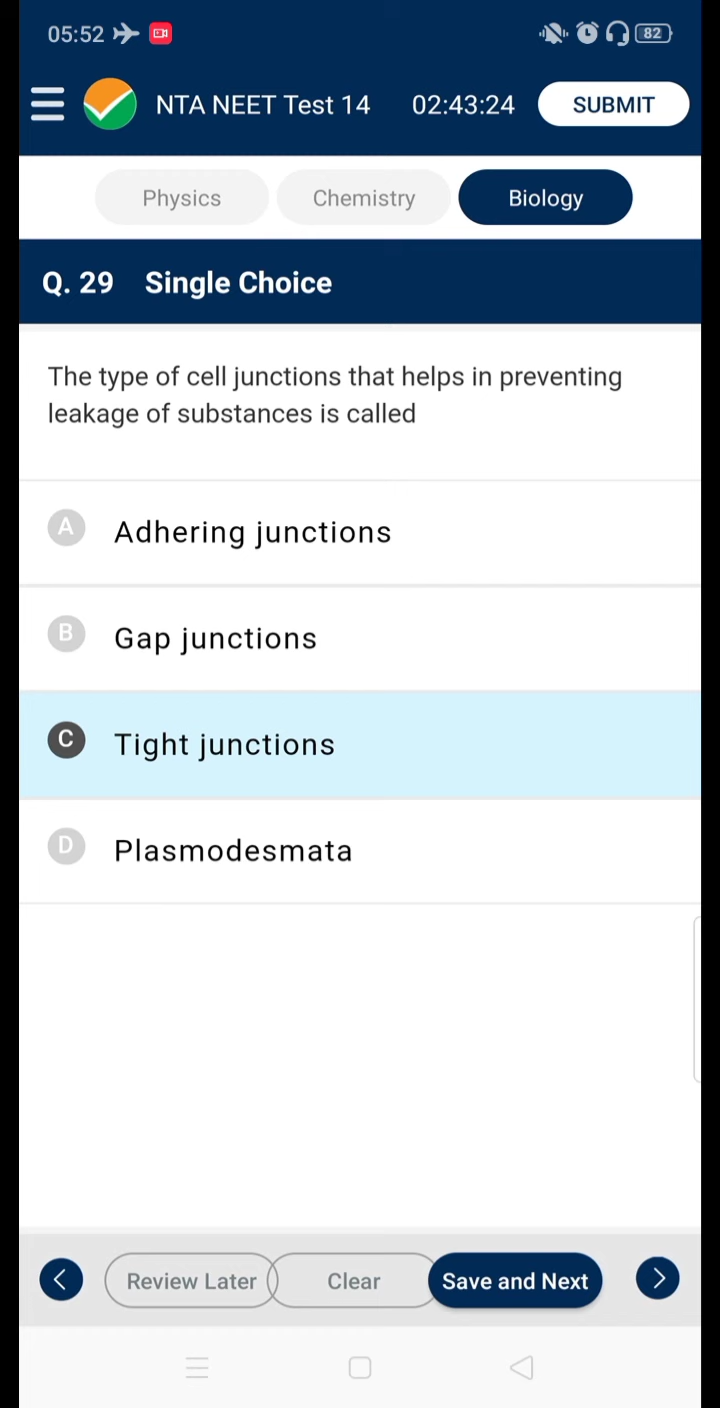 05:52
82
NTA NEET Test 14 02:43:24 SUBMIT
Physics Chemistry Biology
Q. 29 Single Choice
The type of cell junctions that helps in preventing
leakage of substances is called
A Adhering junctions
B Gap junctions
C Tight junctions
D Plasmodesmata
Review Later Clear Save and Next